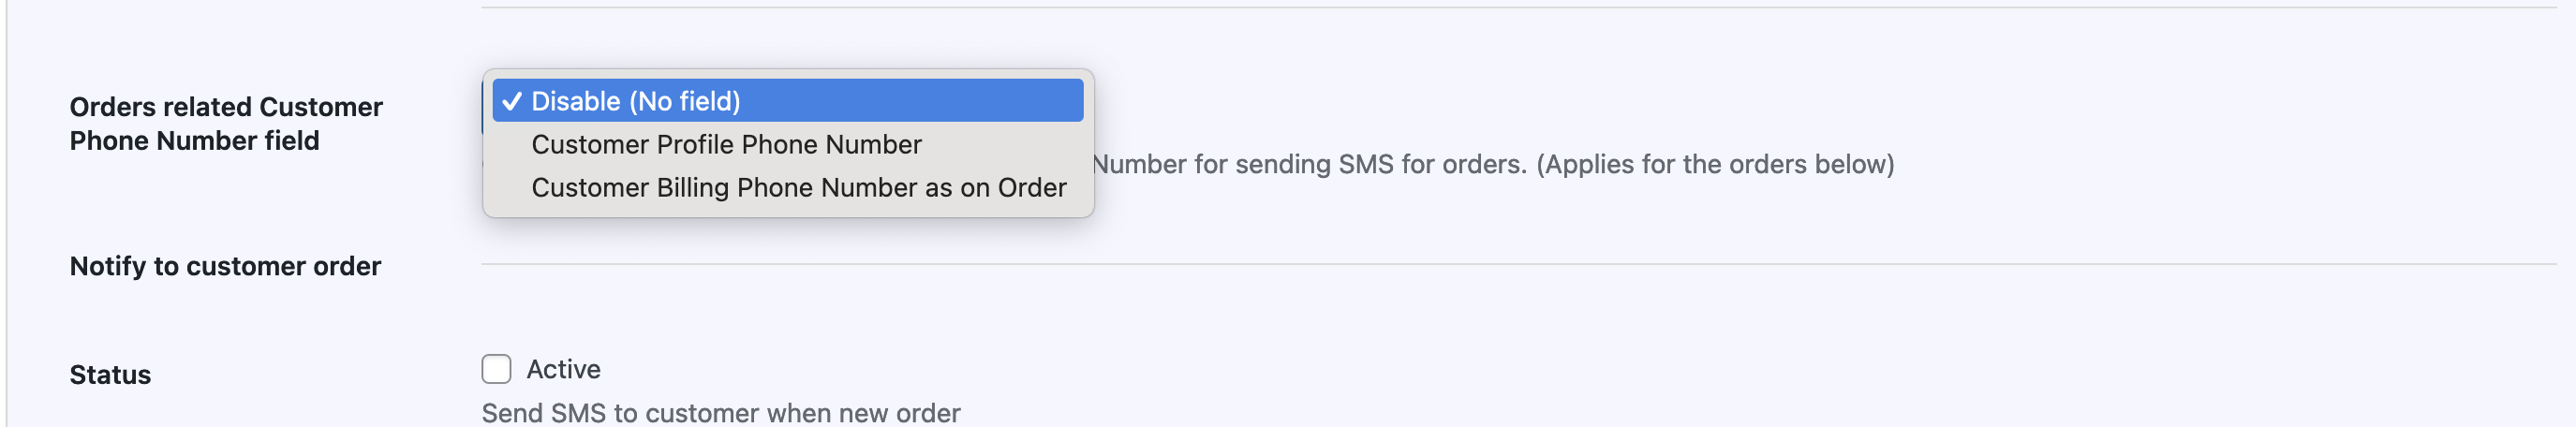 Orders related Customer
Phone Number field
✓ Disable (No field)
Customer Profile Phone Number
Customer Billing Phone Number as on Order
Number for sending SMS for orders. (Applies for the orders below)
Notify to customer order
Status
Active
Send SMS to customer when new order